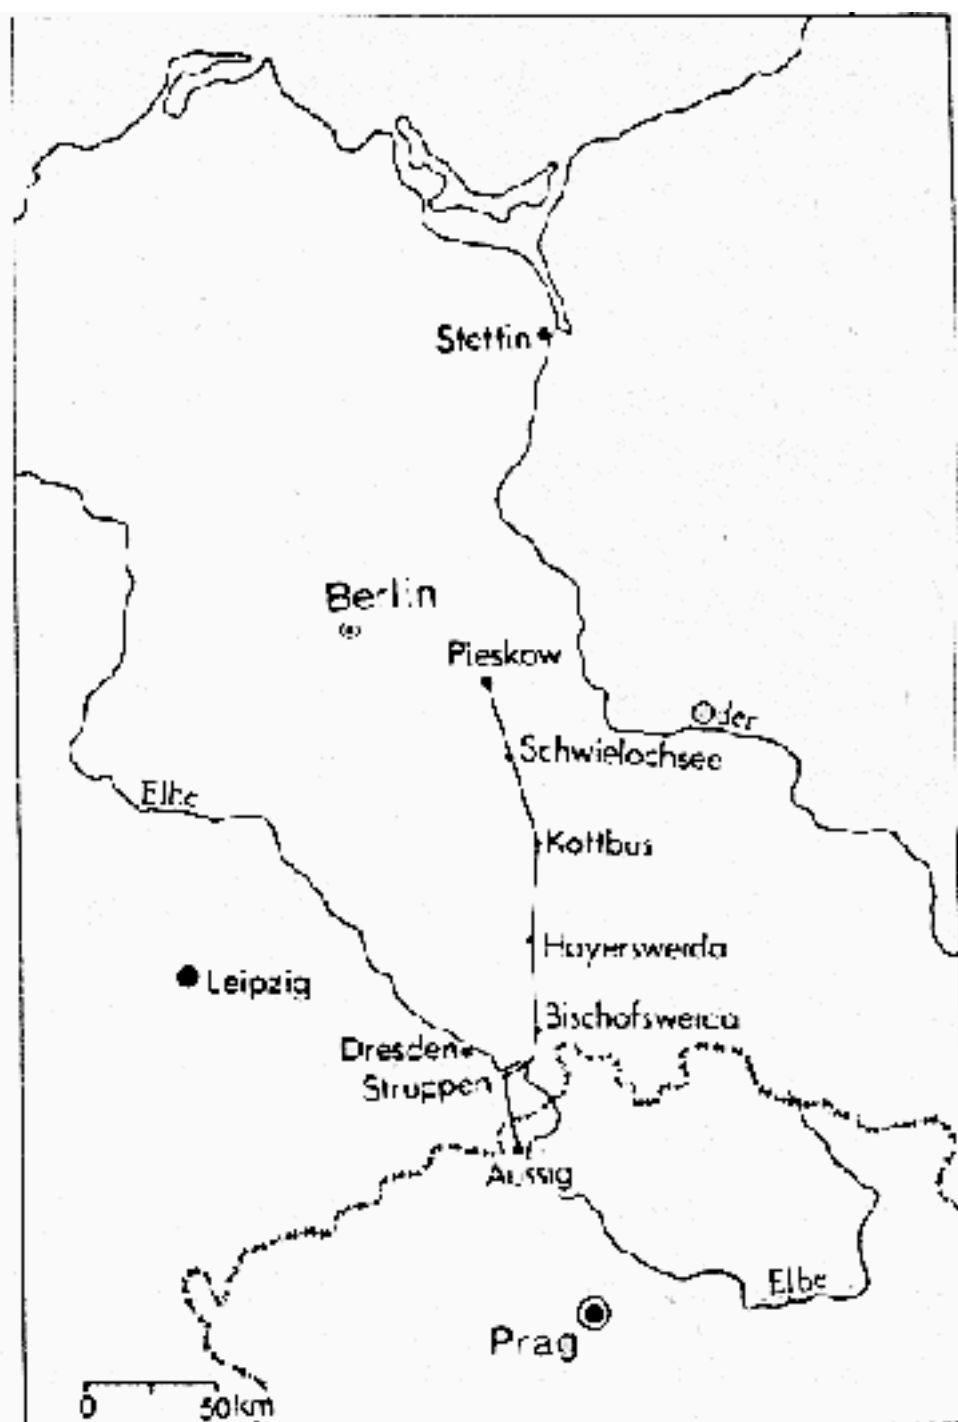 Stettin
Berlin
Pieskow
Oder
Schwielochsee
Elbe
Kottbus
Hoyerswerda
Leipzig
Bischofswerda
Dresden
Struppen
Aussig
Elbe
Prag
0 50km